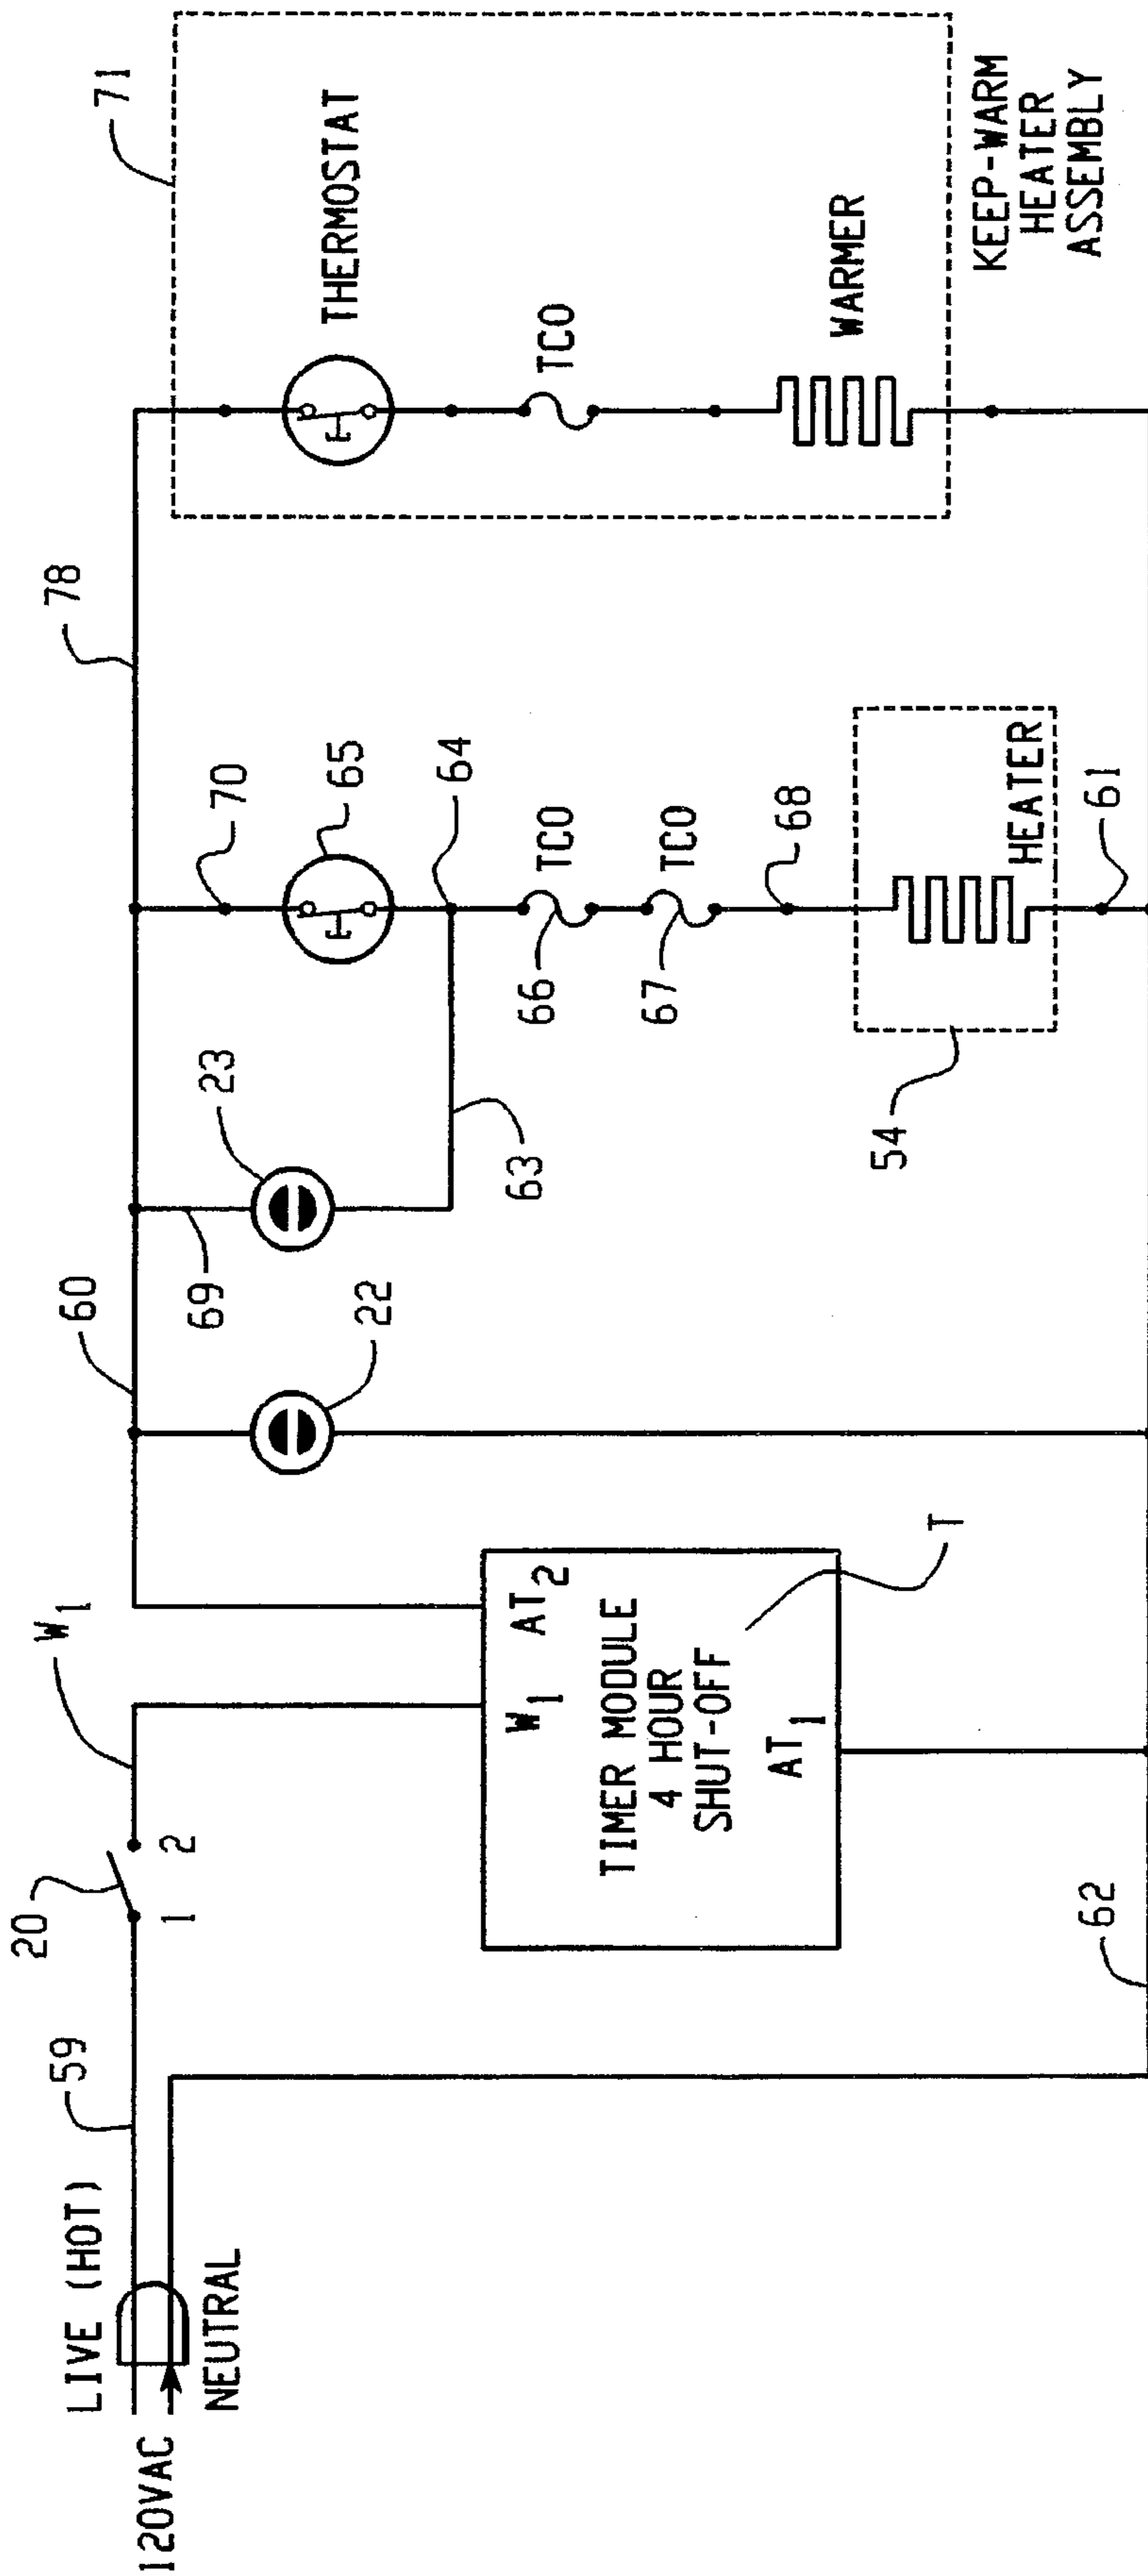 120VAC
LIVE (HOT)
NEUTRAL
59
20
1
2
W1
W1
AT2
TIMER MODULE
4 HOUR
SHUT-OFF
AT1
T
62
60
22
69
23
63
70
65
64
66
TCO
67
TCO
68
54
HEATER
61
78
71
THERMOSTAT
TCO
WARMER
KEEP-WARM
HEATER
ASSEMBLY